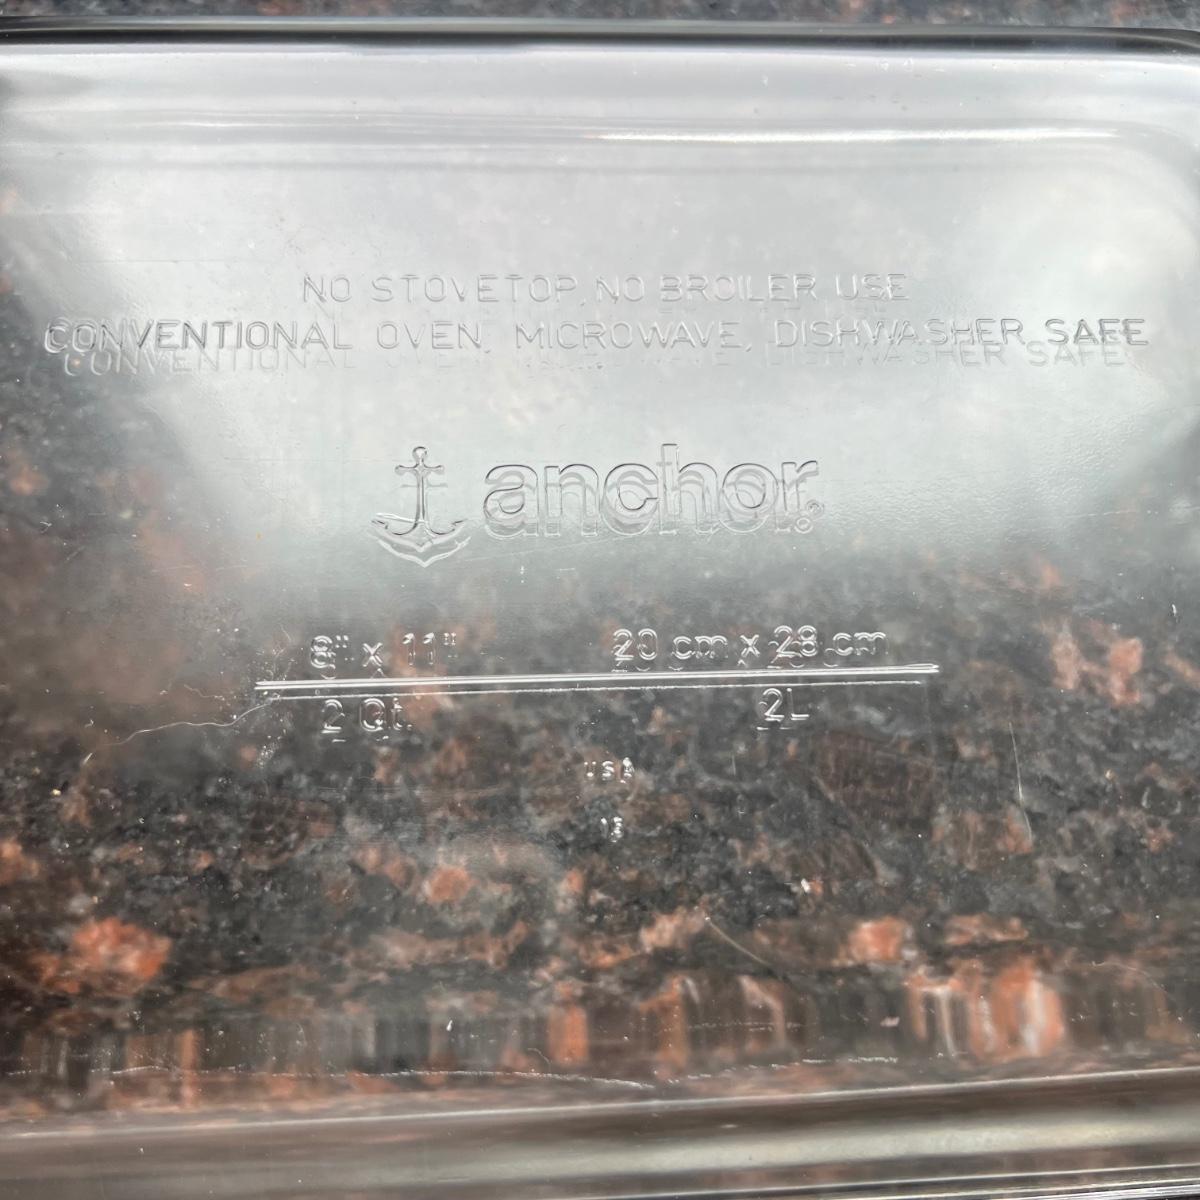 NO STOVETOP, NO BROILER USE
CONVENTIONAL OVEN, MICROWAVE, DISHWASHER SAFE
anchor®
8" x 11" 20 cm x 28 cm
2 Qt. 2L
USA